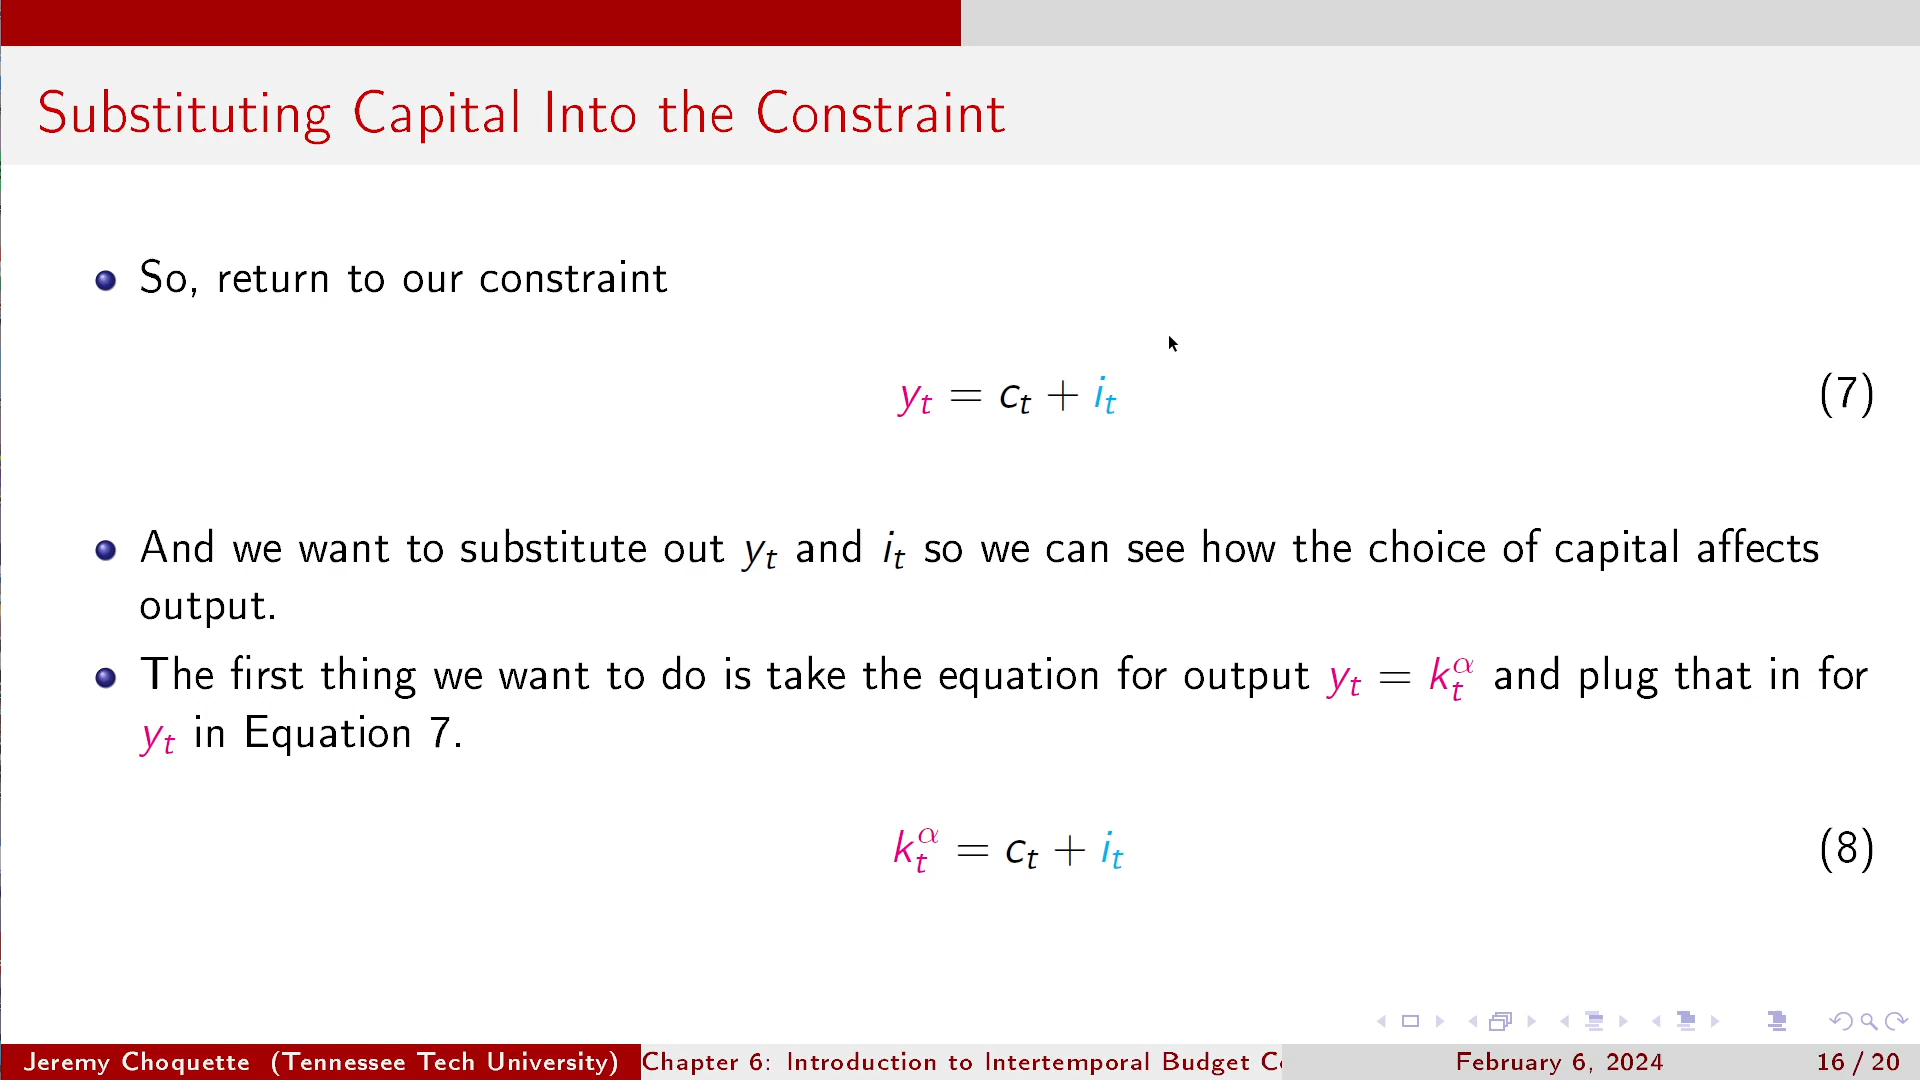 Substituting Capital Into the Constraint
So, return to our constraint
y_t = c_t + i_t (7)
And we want to substitute out y_t and i_t so we can see how the choice of capital affects
output.
The first thing we want to do is take the equation for output y_t = k_t^α and plug that in for
y_t in Equation 7.
k_t^α = c_t + i_t (8)
Jeremy Choquette (Tennessee Tech University) Chapter 6: Introduction to Intertemporal Budget February 6, 2024 16 / 20